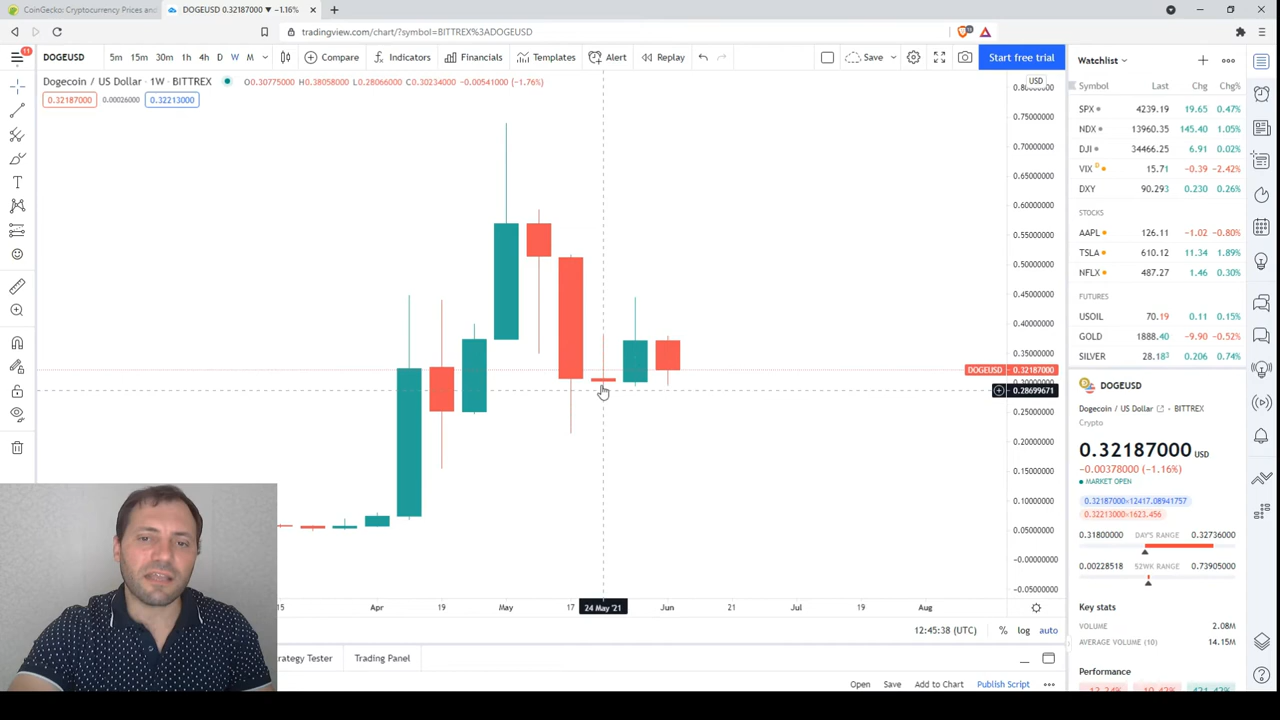 CoinGecko: Cryptocurrency Prices and
DOGEUSD 0.32187000 ▼ −1.16%
tradingview.com/chart/?symbol=BITTREX%3ADOGEUSD
11
DOGEUSD 5m 15m 30m 1h 4h D W M Compare Indicators Financials Templates Alert Replay Save Start free trial
Dogecoin / US Dollar · 1W · BITTREX O0.30775000 H0.38058000 L0.28066000 C0.30234000 −0.00541000 (−1.76%)
0.32187000 0.00026000 0.32213000
USD
0.80000000
0.75000000
0.70000000
0.65000000
0.60000000
0.55000000
0.50000000
0.45000000
0.40000000
0.35000000
DOGEUSD 0.32187000
0.30000000
0.28699671
0.25000000
0.20000000
0.15000000
0.10000000
0.05000000
−0.00000000
−0.05000000
15 Apr 19 May 17 24 May '21 Jun 21 Jul 19 Aug
12:45:38 (UTC) % log auto
Strategy Tester Trading Panel
Open Save Add to Chart Publish Script
Watchlist
Symbol Last Chg Chg%
SPX 4239.19 19.65 0.47%
NDX 13960.35 145.40 1.05%
DJI 34466.25 6.91 0.02%
VIX D 15.71 −0.39 −2.42%
DXY 90.293 0.230 0.26%
STOCKS
AAPL 126.11 −1.02 −0.80%
TSLA 610.12 11.34 1.89%
NFLX 487.27 1.46 0.30%
FUTURES
USOIL 70.19 0.11 0.15%
GOLD 1888.40 −9.90 −0.52%
SILVER 28.183 0.206 0.74%
DOGEUSD
Dogecoin / US Dollar · BITTREX
Crypto
0.32187000 USD
−0.00378000 (−1.16%)
MARKET OPEN
0.32187000×12417.08941757
0.32213000×1623.456
0.31800000 DAY'S RANGE 0.32736000
0.00228518 52WK RANGE 0.73905000
Key stats
VOLUME 2.08M
AVERAGE VOLUME (10) 14.15M
Performance